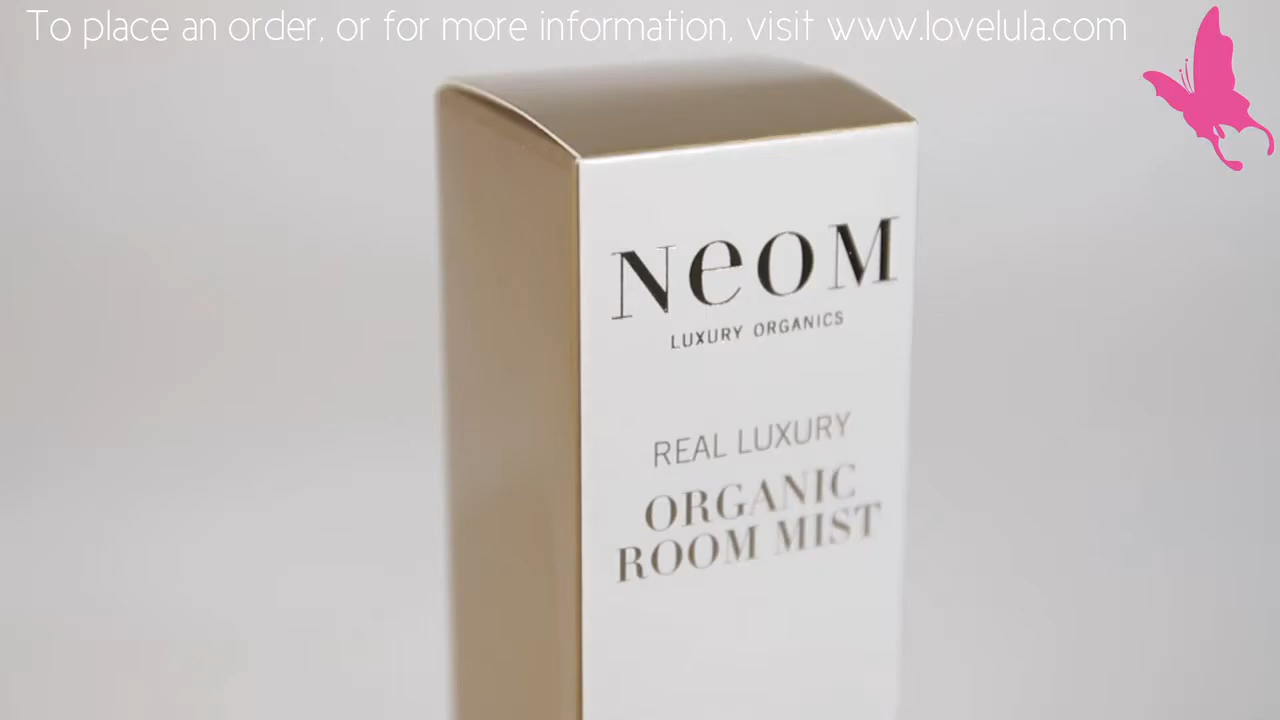 To place an order, or for more information, visit www.lovelula.com
NeoM
LUXURY ORGANICS
REAL LUXURY
ORGANIC
ROOM MIST